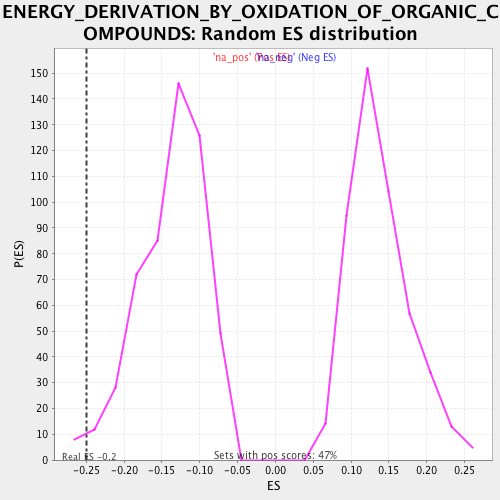 ENERGY_DERIVATION_BY_OXIDATION_OF_ORGANIC_C
OMPOUNDS: Random ES distribution
'na_pos' (Pos ES)
'na_neg' (Neg ES)
150
140
130
120
110
100
90
80
70
60
50
40
30
20
10
0
P(ES)
Real ES -0.2
Sets with pos scores: 47%
-0.25 -0.20 -0.15 -0.10 -0.05 0.00 0.05 0.10 0.15 0.20 0.25
ES